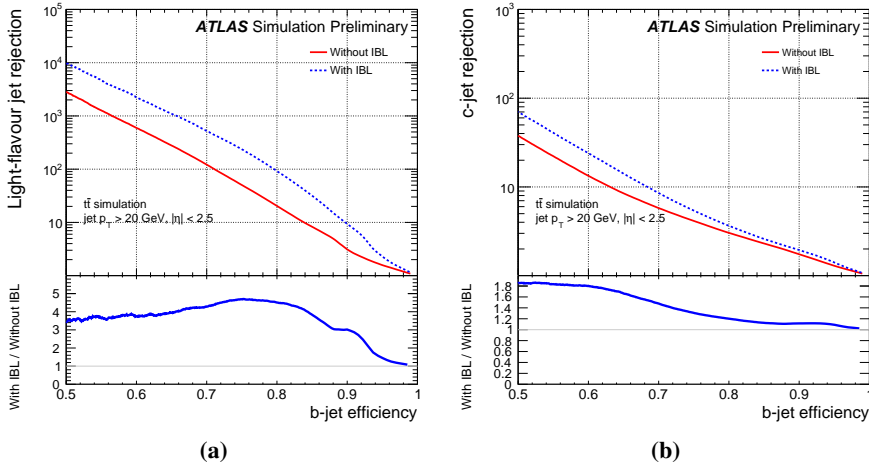 ATLAS Simulation Preliminary
Without IBL
With IBL
tt̄ simulation
jet p_T > 20 GeV, |η| < 2.5
Light-flavour jet rejection
10^5
10^4
10^3
10^2
10
With IBL / Without IBL
5
4
3
2
1
0
0.5 0.6 0.7 0.8 0.9 1
b-jet efficiency
(a)
ATLAS Simulation Preliminary
Without IBL
With IBL
tt̄ simulation
jet p_T > 20 GeV, |η| < 2.5
c-jet rejection
10^3
10^2
10
With IBL / Without IBL
1.8
1.6
1.4
1.2
1
0.8
0.6
0.4
0.2
0
0.5 0.6 0.7 0.8 0.9 1
b-jet efficiency
(b)